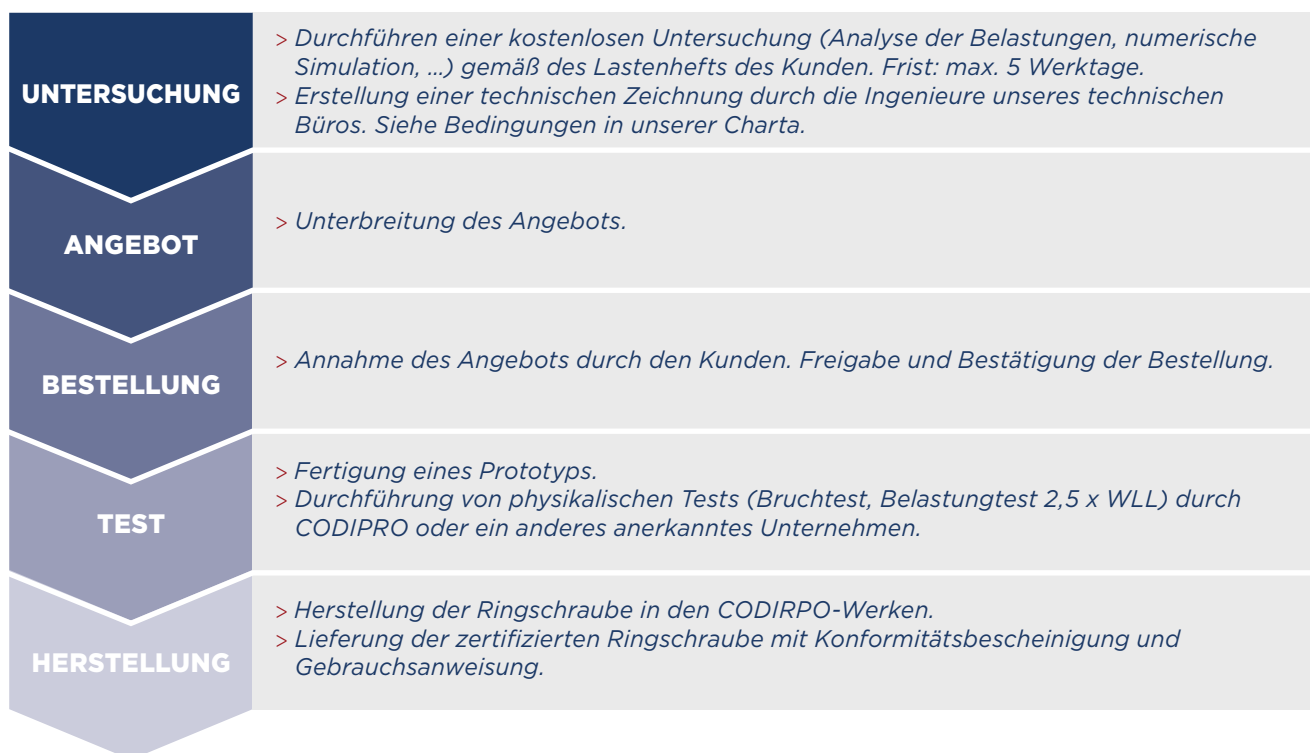 UNTERSUCHUNG
> Durchführen einer kostenlosen Untersuchung (Analyse der Belastungen, numerische
Simulation, ...) gemäß des Lastenhefts des Kunden. Frist: max. 5 Werktage.
> Erstellung einer technischen Zeichnung durch die Ingenieure unseres technischen
Büros. Siehe Bedingungen in unserer Charta.
ANGEBOT
> Unterbreitung des Angebots.
BESTELLUNG
> Annahme des Angebots durch den Kunden. Freigabe und Bestätigung der Bestellung.
TEST
> Fertigung eines Prototyps.
> Durchführung von physikalischen Tests (Bruchtest, Belastungtest 2,5 x WLL) durch
CODIPRO oder ein anderes anerkanntes Unternehmen.
HERSTELLUNG
> Herstellung der Ringschraube in den CODIRPO-Werken.
> Lieferung der zertifizierten Ringschraube mit Konformitätsbescheinigung und
Gebrauchsanweisung.